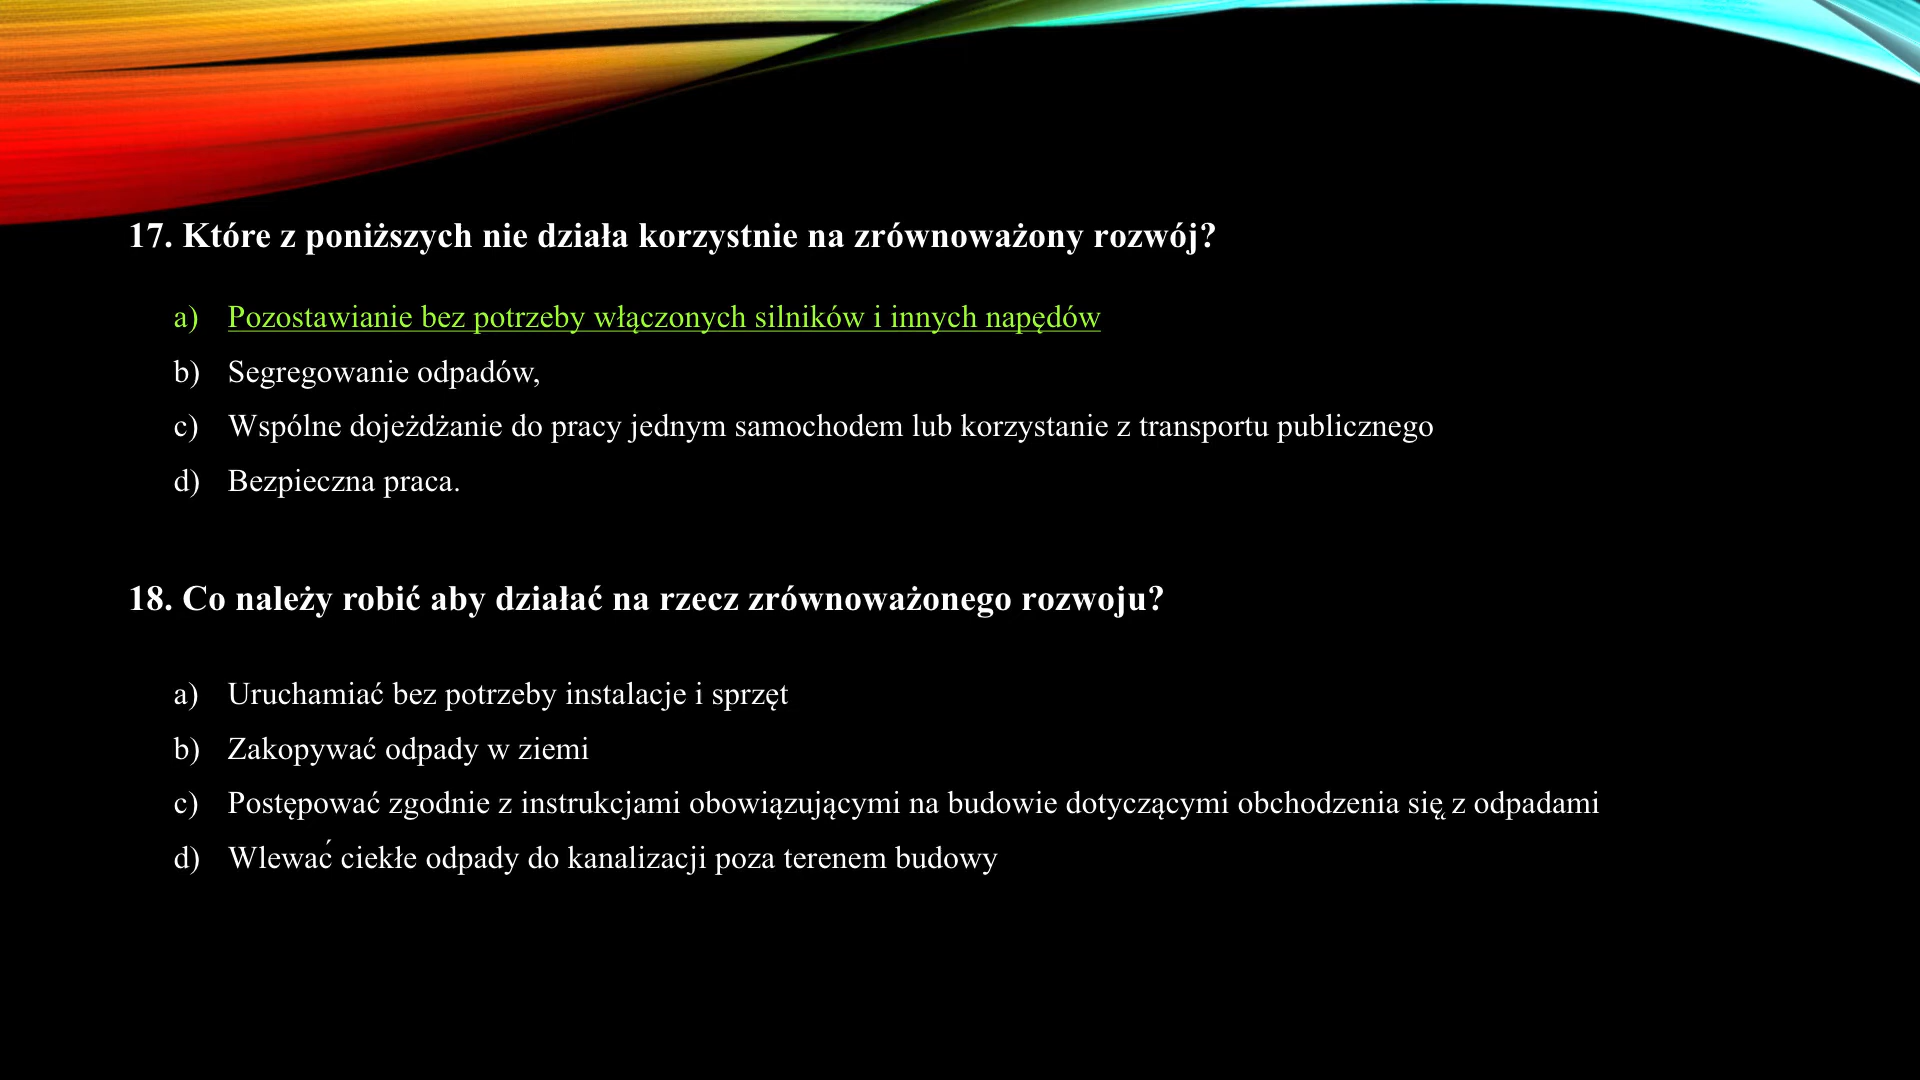 17. Które z poniższych nie działa korzystnie na zrównoważony rozwój?
a) Pozostawianie bez potrzeby włączonych silników i innych napędów
b) Segregowanie odpadów,
c) Wspólne dojeżdżanie do pracy jednym samochodem lub korzystanie z transportu publicznego
d) Bezpieczna praca.
18. Co należy robić aby działać na rzecz zrównoważonego rozwoju?
a) Uruchamiać bez potrzeby instalacje i sprzęt
b) Zakopywać odpady w ziemi
c) Postępować zgodnie z instrukcjami obowiązującymi na budowie dotyczącymi obchodzenia się z odpadami
d) Wlewać ciekłe odpady do kanalizacji poza terenem budowy